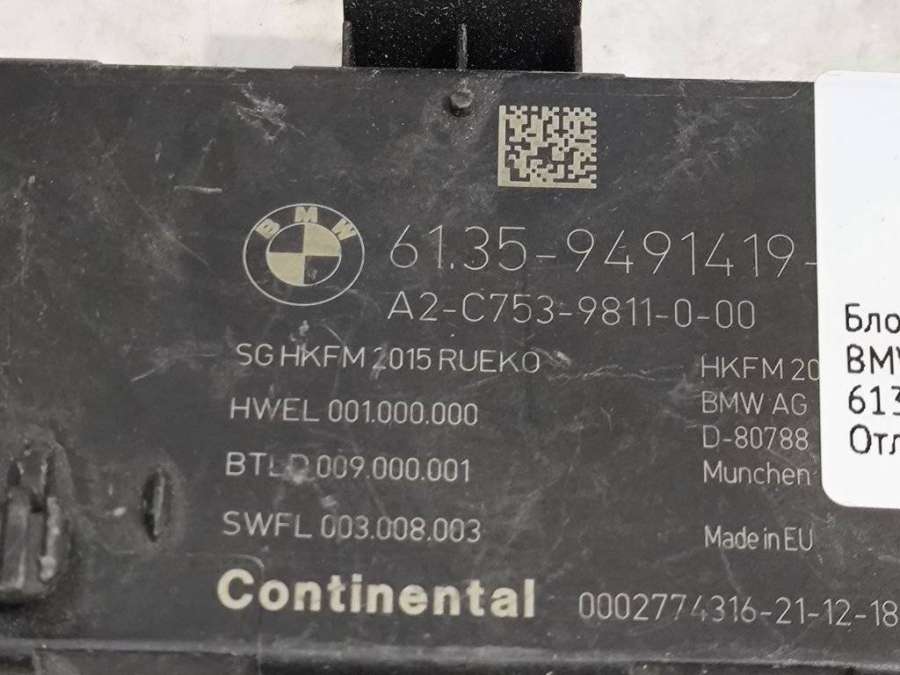 BMW
61.35-9491419-
A2-C753-9811-0-00
SG HKFM 2015 RUEKO
HWEL 001.000.000
BTLD 009.000.001
SWFL 003.008.003
HKFM 20
BMW AG
D-80788
Munchen
Made in EU
Continental
0002774316-21-12-18
Бло
BMW
613
Отл